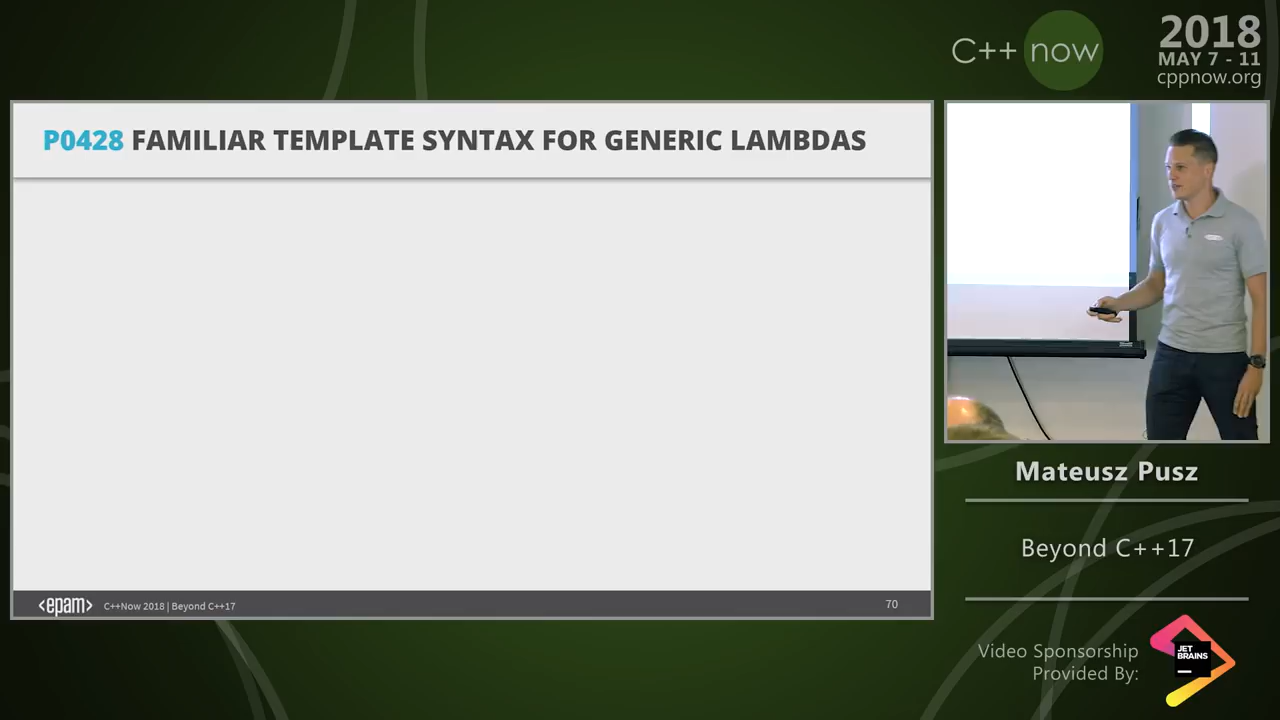 C++ now
2018
MAY 7 - 11
cppnow.org
P0428 FAMILIAR TEMPLATE SYNTAX FOR GENERIC LAMBDAS
<epam>
C++Now 2018 | Beyond C++17
70
Mateusz Pusz
Beyond C++17
Video Sponsorship
Provided By:
JET
BRAINS